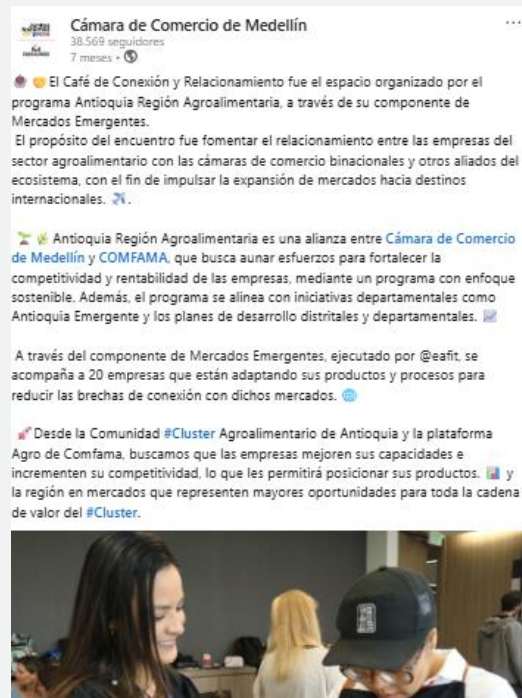 Cámara de Comercio de Medellín
38.569 seguidores
7 meses •
El Café de Conexión y Relacionamiento fue el espacio organizado por el
programa Antioquia Región Agroalimentaria, a través de su componente de
Mercados Emergentes.
El propósito del encuentro fue fomentar el relacionamiento entre las empresas del
sector agroalimentario con las cámaras de comercio binacionales y otros aliados del
ecosistema, con el fin de impulsar la expansión de mercados hacia destinos
internacionales. ✈️.
🌱 🌿 Antioquia Región Agroalimentaria es una alianza entre Cámara de Comercio
de Medellín y COMFAMA, que busca aunar esfuerzos para fortalecer la
competitividad y rentabilidad de las empresas, mediante un programa con enfoque
sostenible. Además, el programa se alinea con iniciativas departamentales como
Antioquia Emergente y los planes de desarrollo distritales y departamentales. 📈
A través del componente de Mercados Emergentes, ejecutado por @eafit, se
acompaña a 20 empresas que están adaptando sus productos y procesos para
reducir las brechas de conexión con dichos mercados. 🌐
🚀 Desde la Comunidad #Cluster Agroalimentario de Antioquia y la plataforma
Agro de Comfama, buscamos que las empresas mejoren sus capacidades e
incrementen su competitividad, lo que les permitirá posicionar sus productos. 📊 y
la región en mercados que representen mayores oportunidades para toda la cadena
de valor del #Cluster.